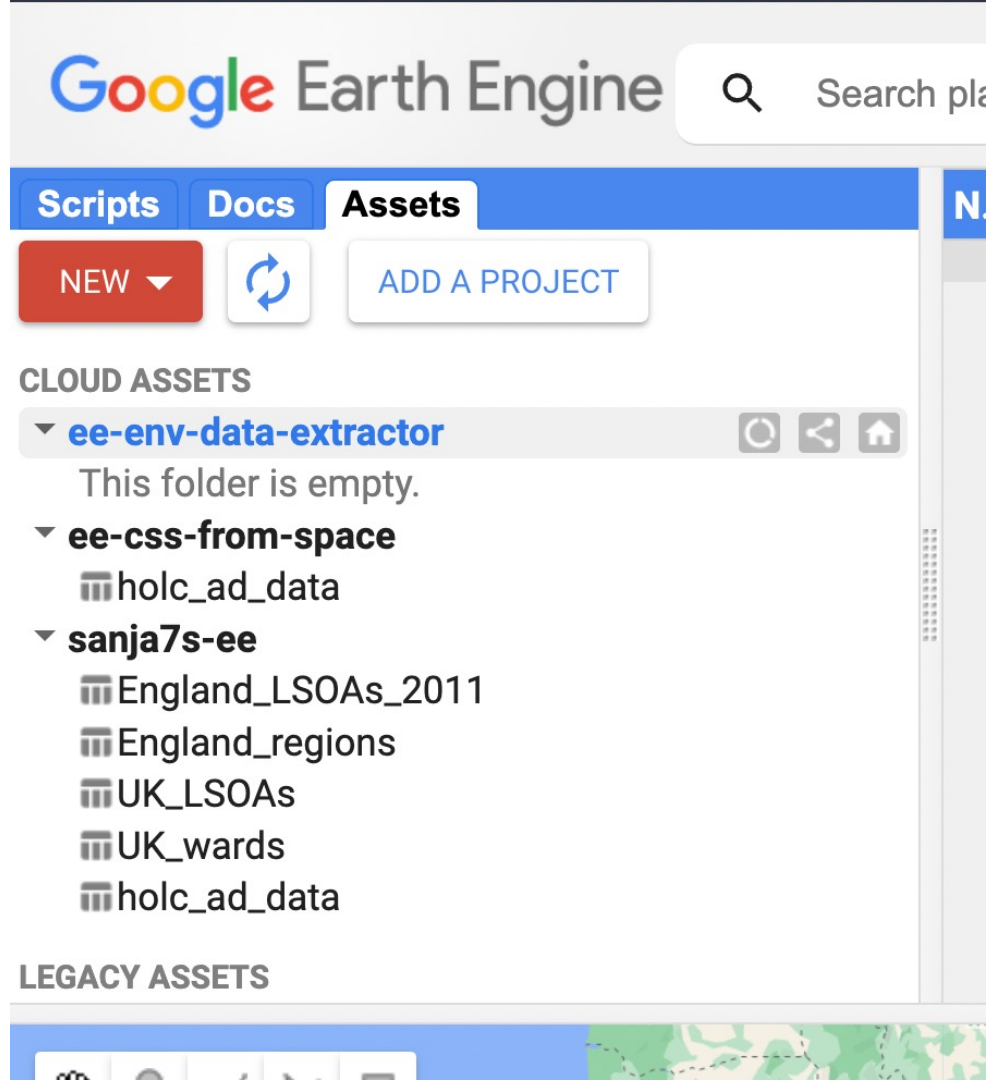 Google Earth Engine
Search
Scripts Docs Assets
N.
NEW
ADD A PROJECT
CLOUD ASSETS
ee-env-data-extractor
This folder is empty.
ee-css-from-space
holc_ad_data
sanja7s-ee
England_LSOAs_2011
England_regions
UK_LSOAs
UK_wards
holc_ad_data
LEGACY ASSETS